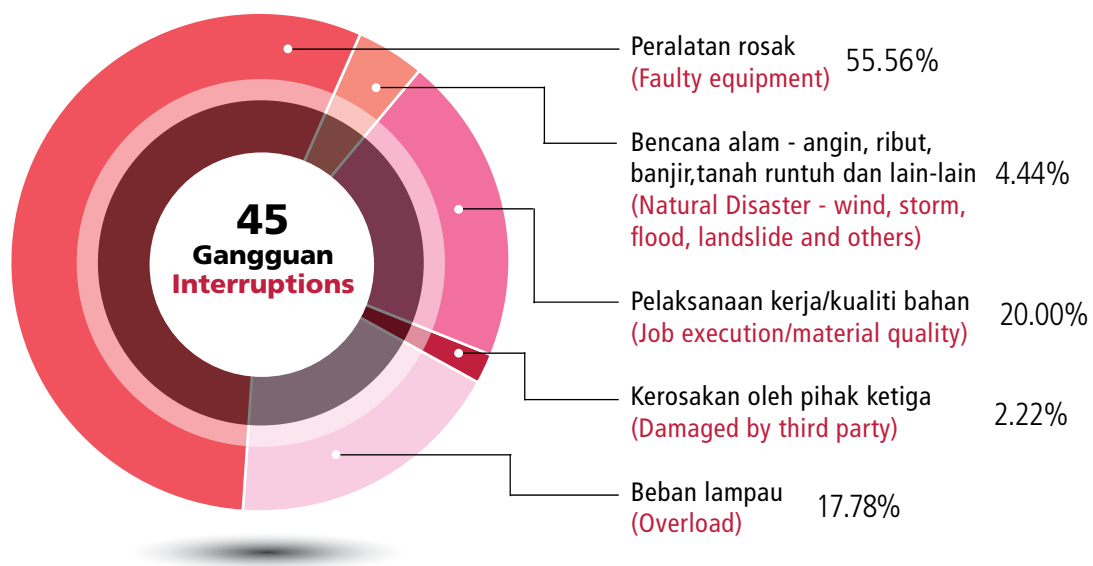 45
Gangguan
Interruptions
Peralatan rosak
(Faulty equipment)
55.56%
Bencana alam - angin, ribut,
banjir,tanah runtuh dan lain-lain
(Natural Disaster - wind, storm,
flood, landslide and others)
4.44%
Pelaksanaan kerja/kualiti bahan
(Job execution/material quality)
20.00%
Kerosakan oleh pihak ketiga
(Damaged by third party)
2.22%
Beban lampau
(Overload)
17.78%